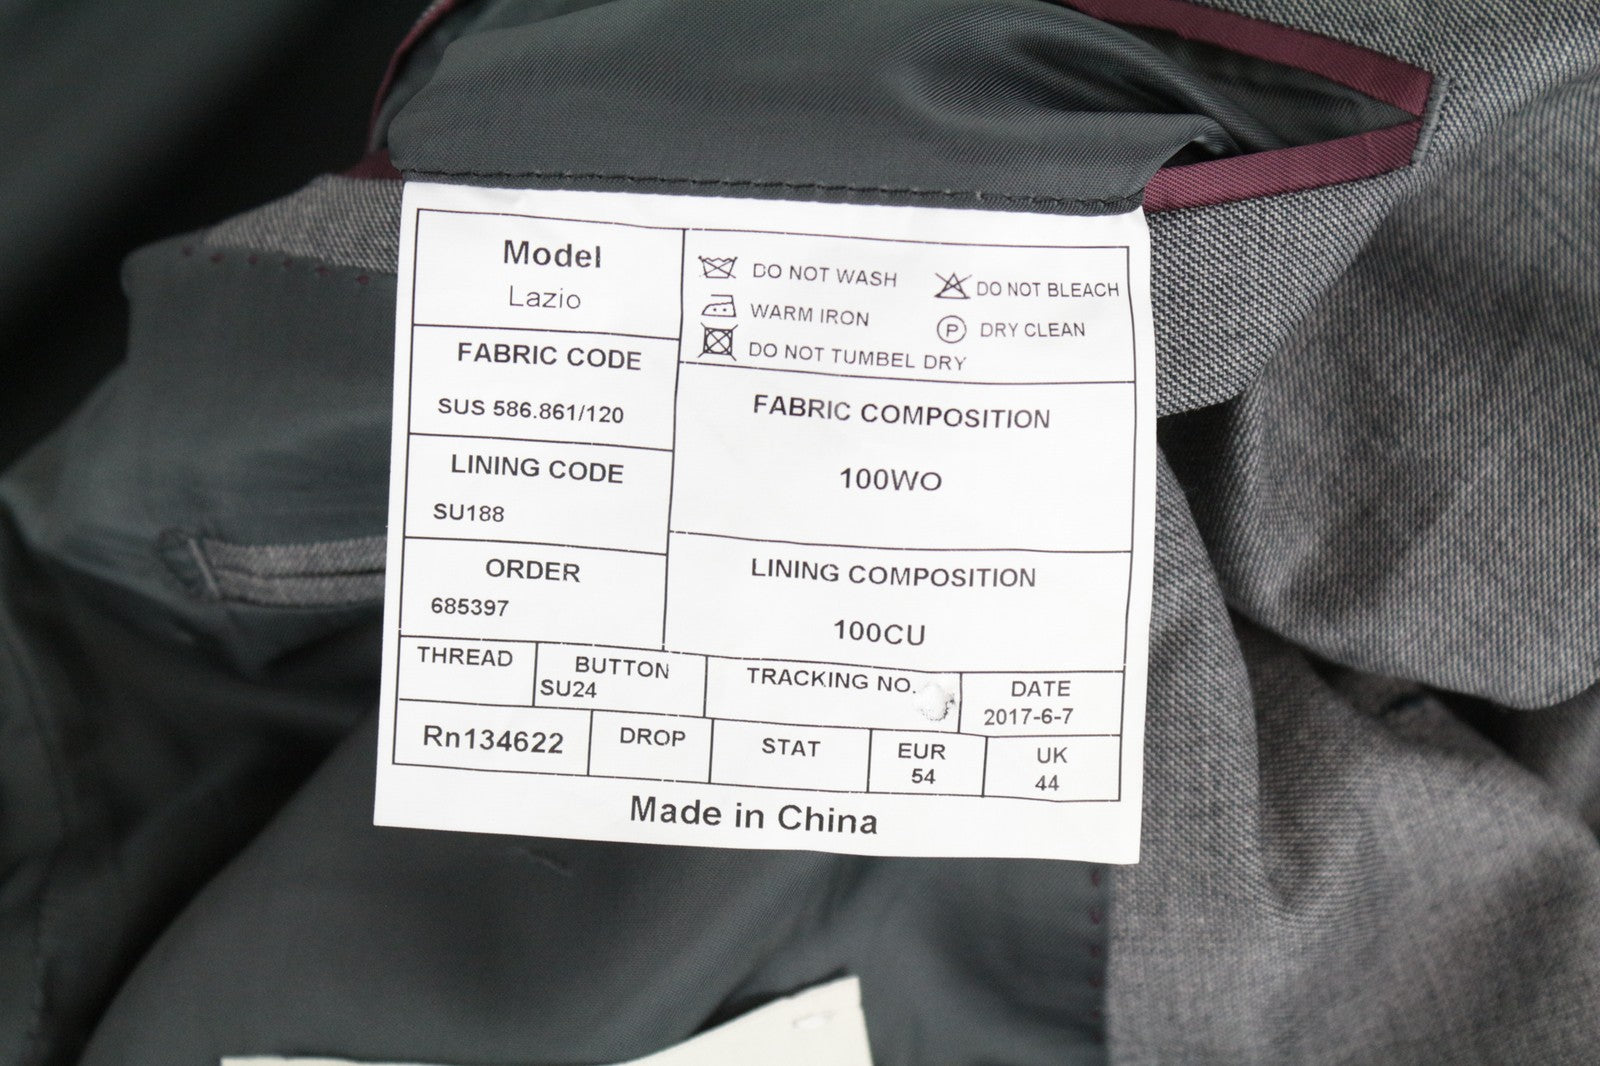 Model
Lazio
FABRIC CODE
SUS 586.861/120
LINING CODE
SU188
ORDER
685397
DO NOT WASH
DO NOT BLEACH
WARM IRON
P
DRY CLEAN
DO NOT TUMBEL DRY
FABRIC COMPOSITION
100WO
LINING COMPOSITION
100CU
THREAD
BUTTON
SU24
TRACKING NO.
DATE
2017-6-7
Rn134622
DROP
STAT
EUR
54
UK
44
Made in China